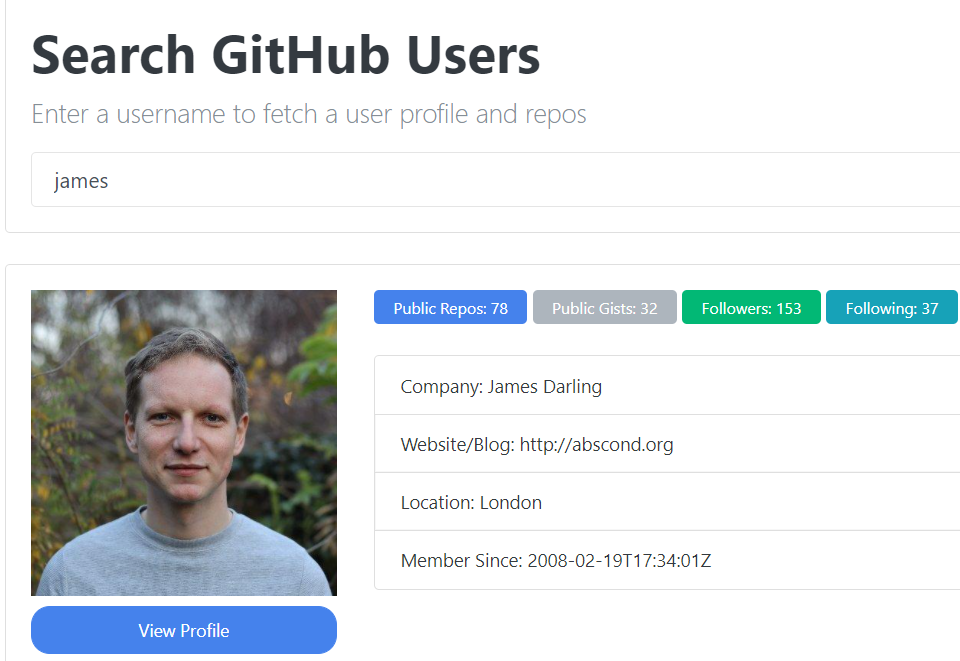 Search GitHub Users
Enter a username to fetch a user profile and repos
james
Public Repos: 78 Public Gists: 32 Followers: 153 Following: 37
Company: James Darling
Website/Blog: http://abscond.org
Location: London
Member Since: 2008-02-19T17:34:01Z
View Profile